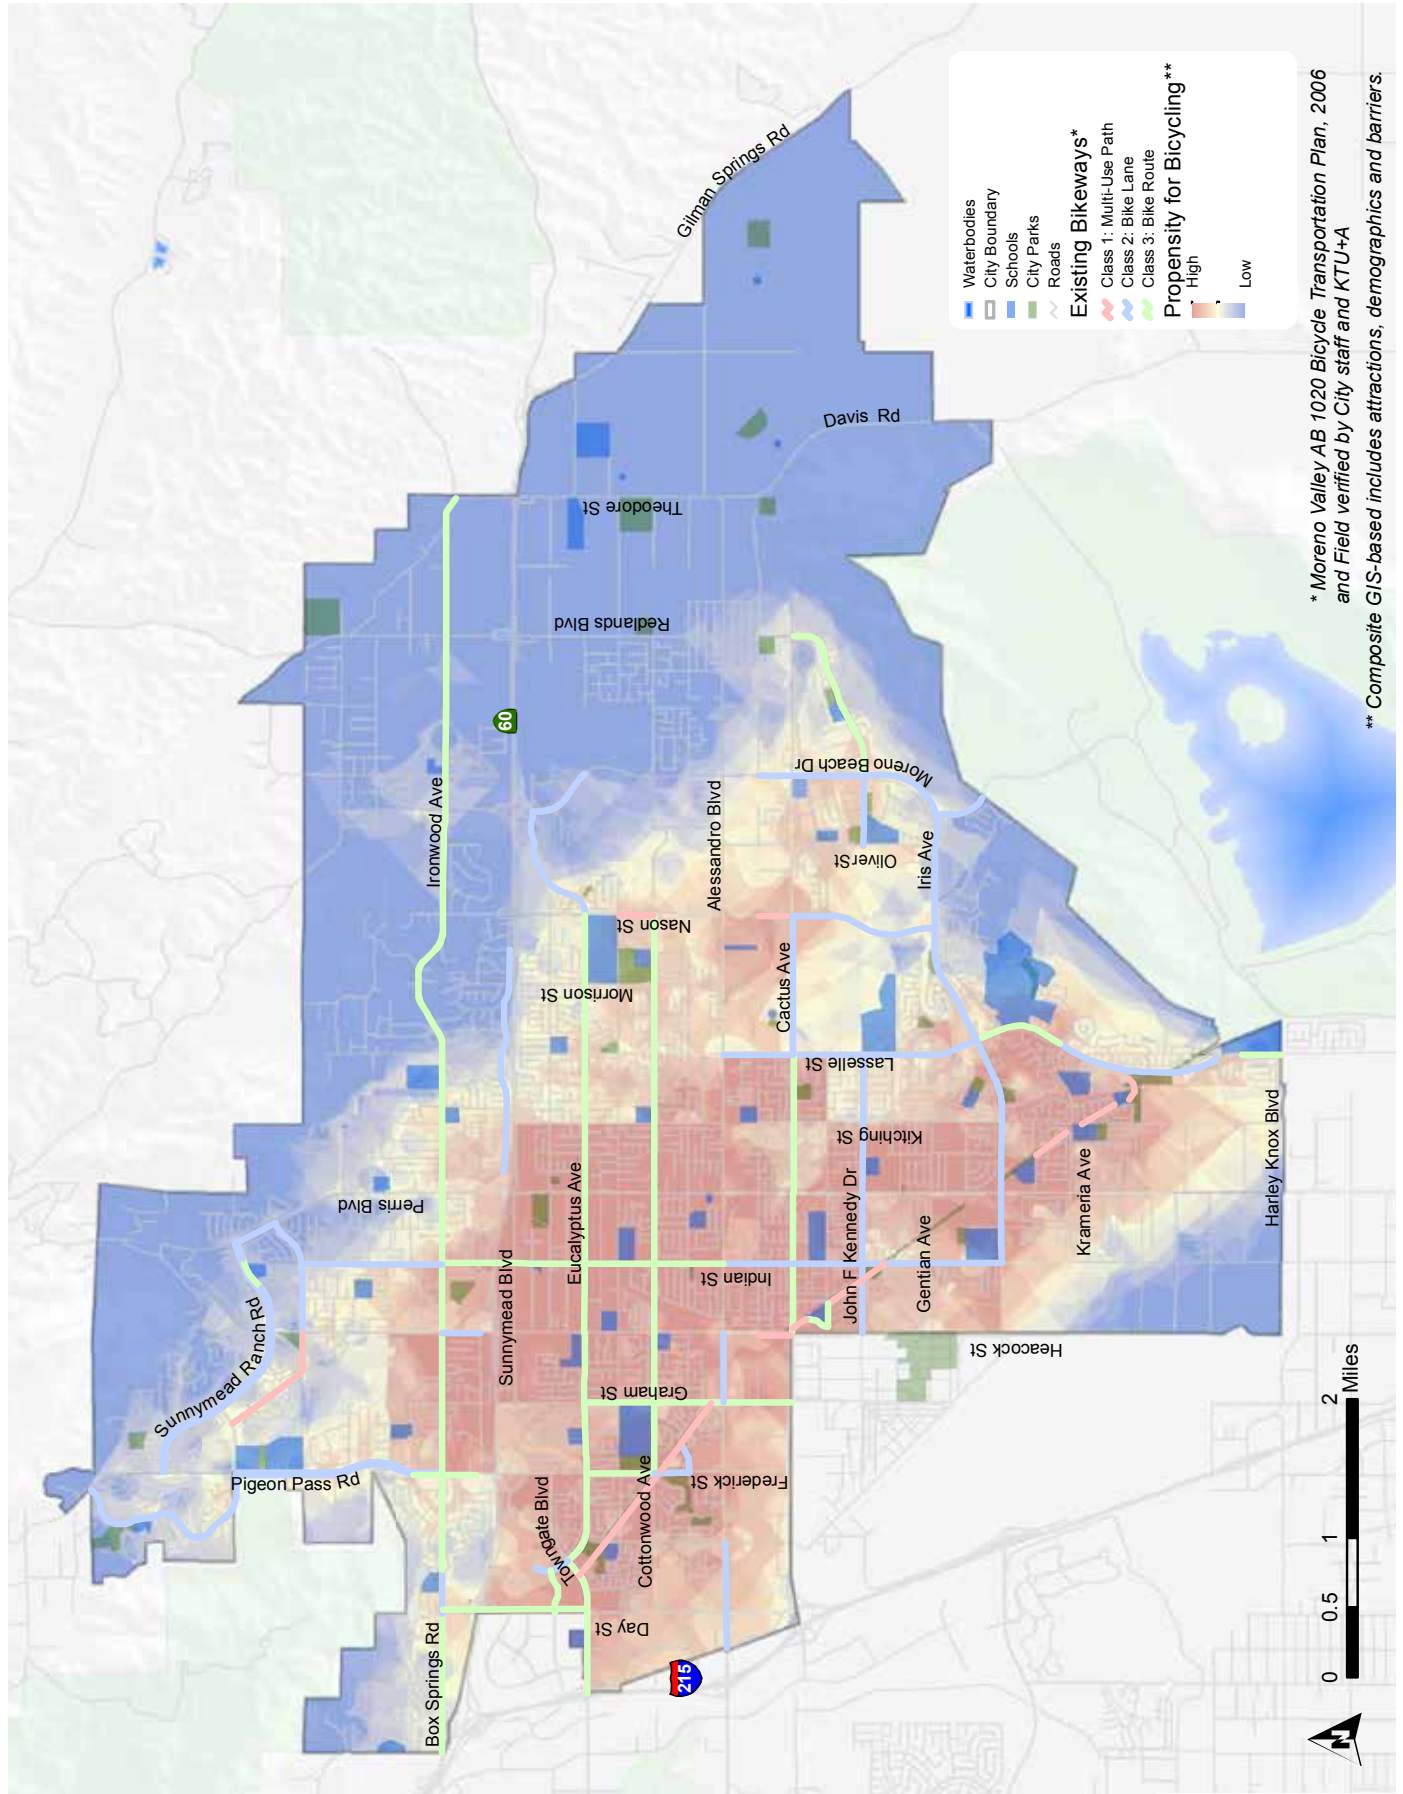 Gilman Springs Rd
Davis Rd
Theodore St
Redlands Blvd
60
Moreno Beach Dr
Ironwood Ave
Alessandro Blvd
Oliver St
Iris Ave
Nason St
Morrison St
Cactus Ave
Lasselle St
Kitching St
Perris Blvd
Eucalyptus Ave
John F Kennedy Dr
Krameria Ave
Harley Knox Blvd
Gentian Ave
Indian St
Sunnymead Blvd
Sunnymead Ranch Rd
Heacock St
Graham St
Pigeon Pass Rd
Frederick St
Towngate Blvd
Cottonwood Ave
Day St
Box Springs Rd
215
Waterbodies
City Boundary
Schools
City Parks
Roads
Existing Bikeways*
Class 1: Multi-Use Path
Class 2: Bike Lane
Class 3: Bike Route
Propensity for Bicycling**
High
Low
* Moreno Valley AB 1020 Bicycle Transportation Plan, 2006
and Field verified by City staff and KTU+A
** Composite GIS-based includes attractions, demographics and barriers.
N
0 0.5 1 2
Miles